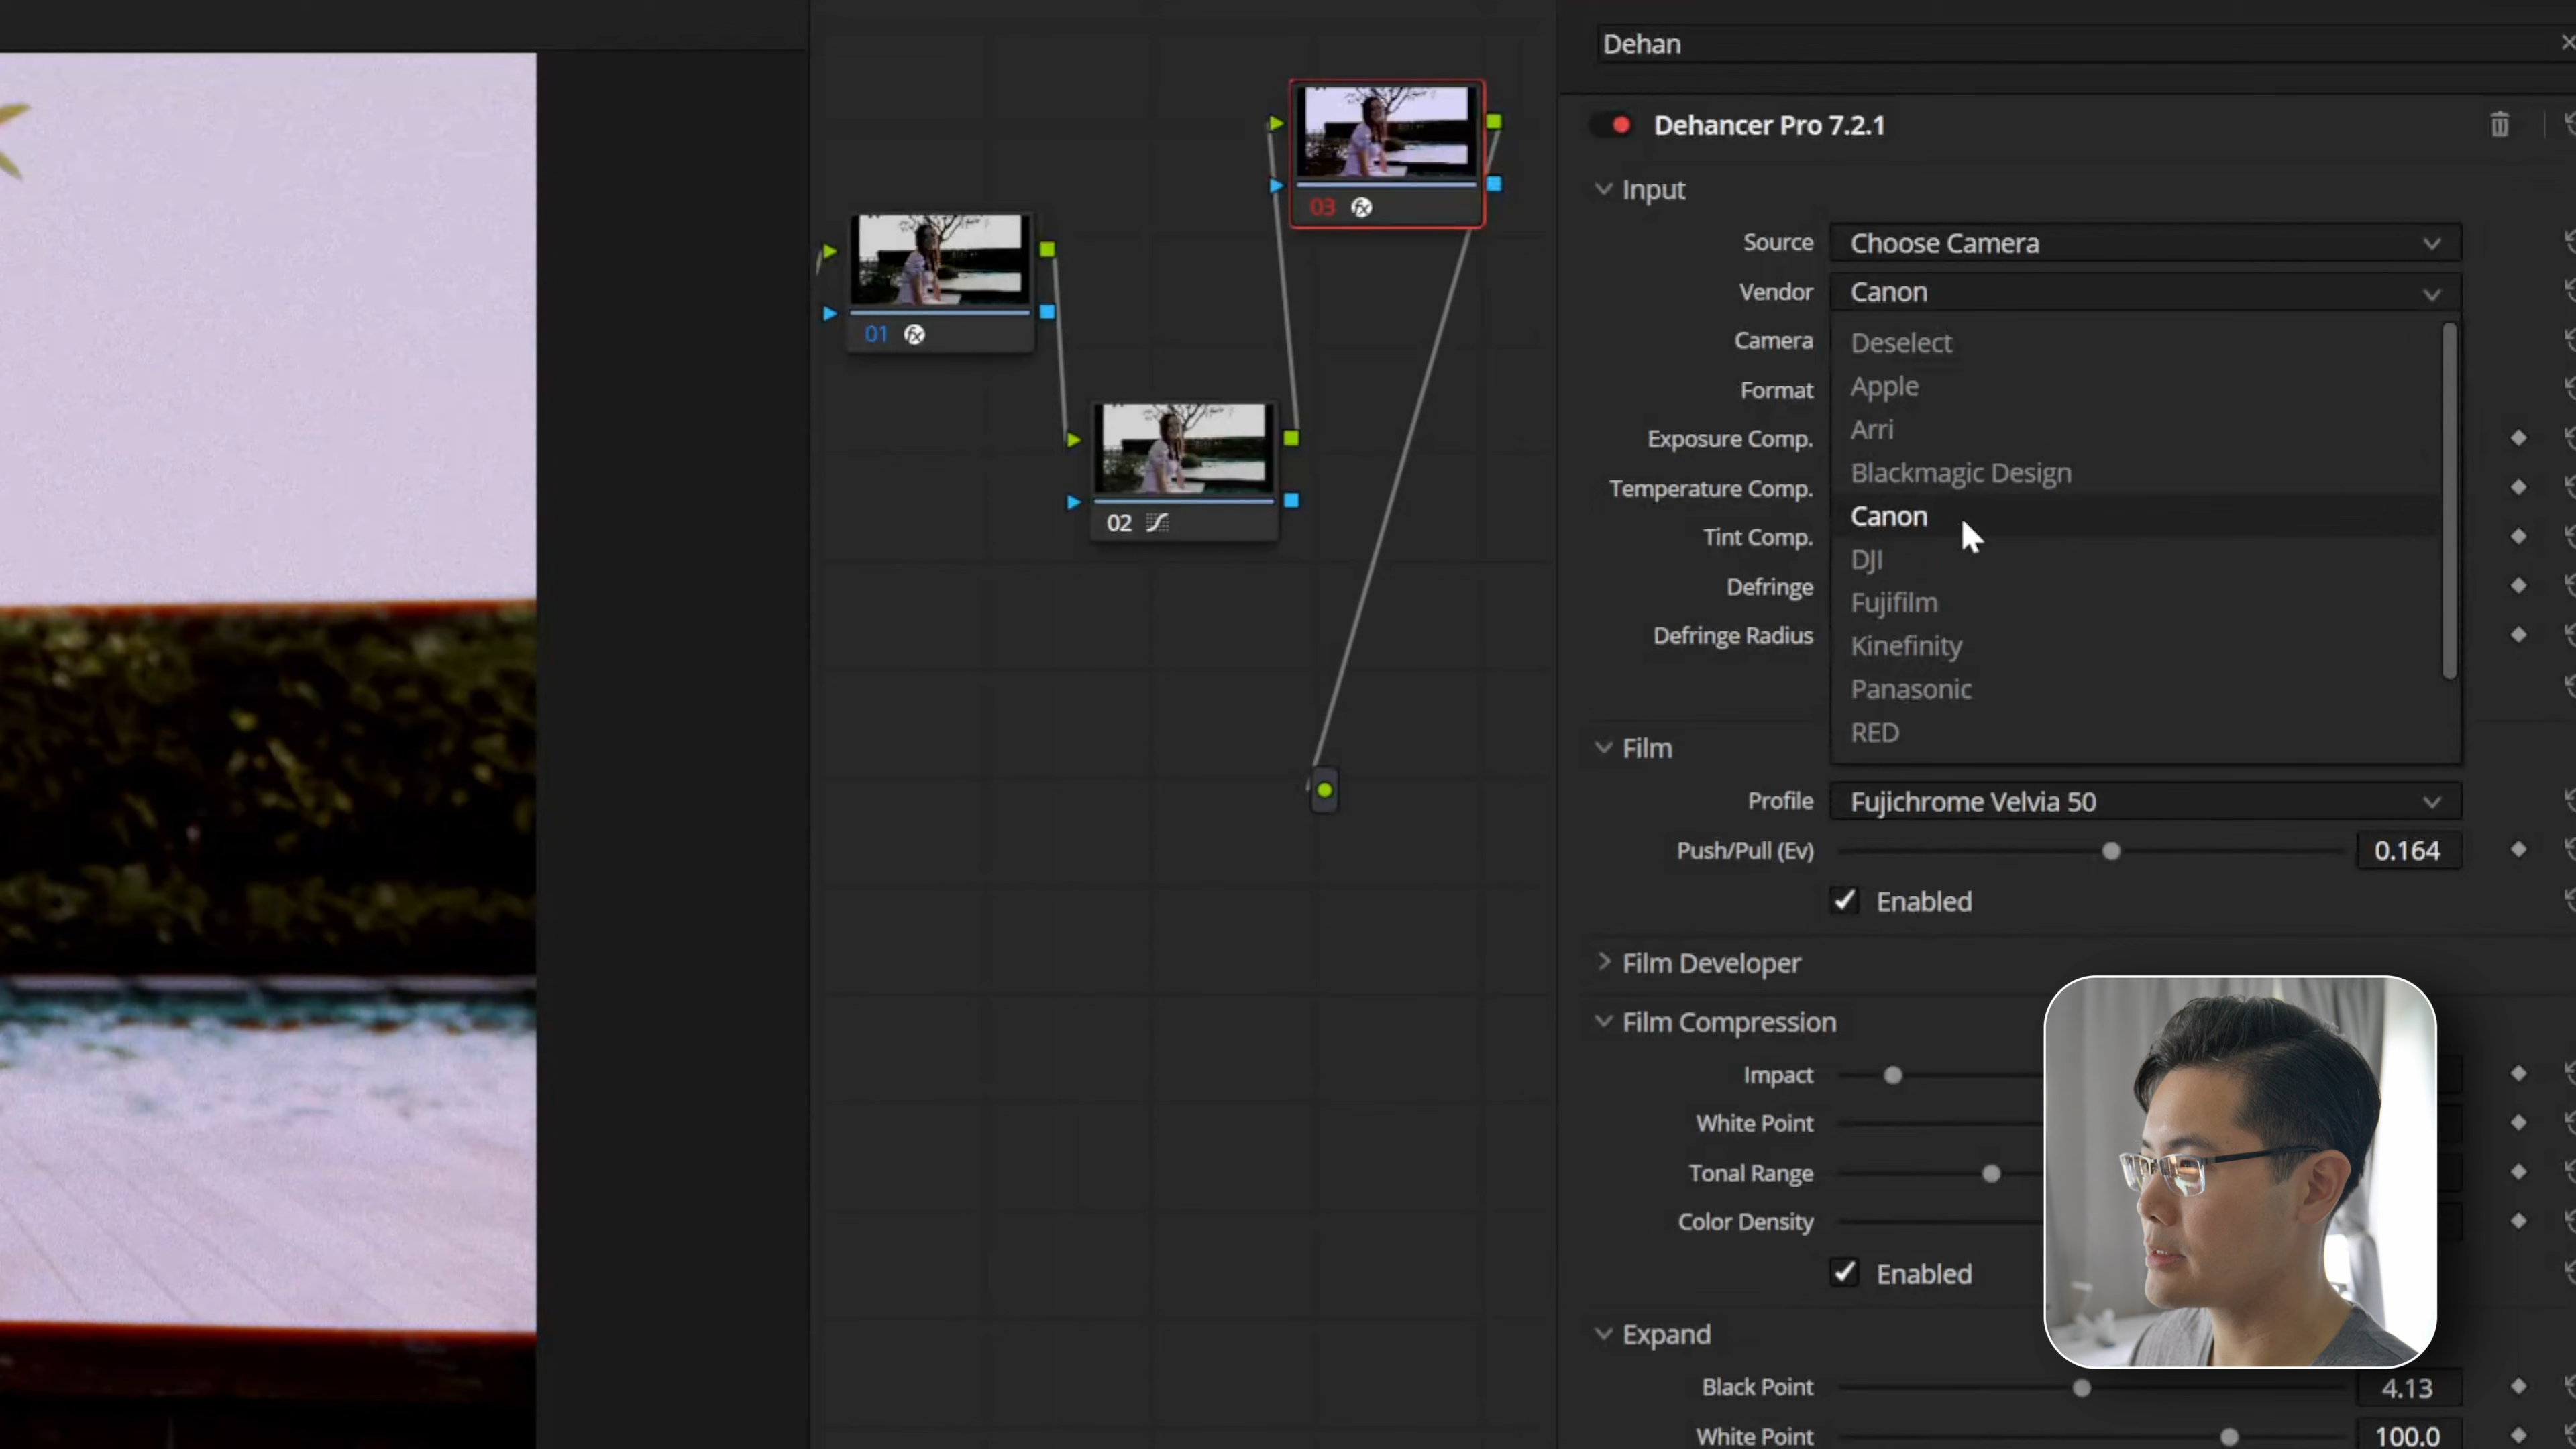 Dehan
Dehancer Pro 7.2.1
Input
Source Choose Camera
Vendor Canon
Camera
Format
Exposure Comp.
Temperature Comp.
Tint Comp.
Defringe
Defringe Radius
Deselect
Apple
Arri
Blackmagic Design
Canon
DJI
Fujifilm
Kinefinity
Panasonic
RED
Film
Profile Fujichrome Velvia 50
Push/Pull (Ev) 0.164
Enabled
Film Developer
Film Compression
Impact
White Point
Tonal Range
Color Density
Enabled
Expand
Black Point 4.13
White Point 100.0
01 fx
02
03 fx